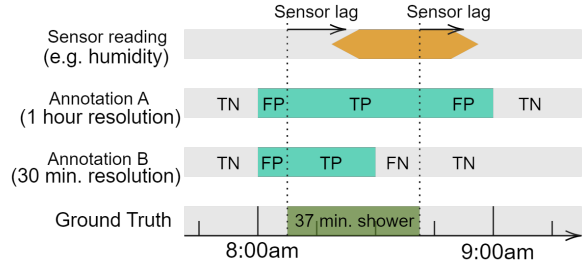 Sensor lag Sensor lag
Sensor reading
(e.g. humidity)
Annotation A
(1 hour resolution)
TN FP TP FP TN
Annotation B
(30 min. resolution)
TN FP TP FN TN
Ground Truth
37 min. shower
8:00am 9:00am